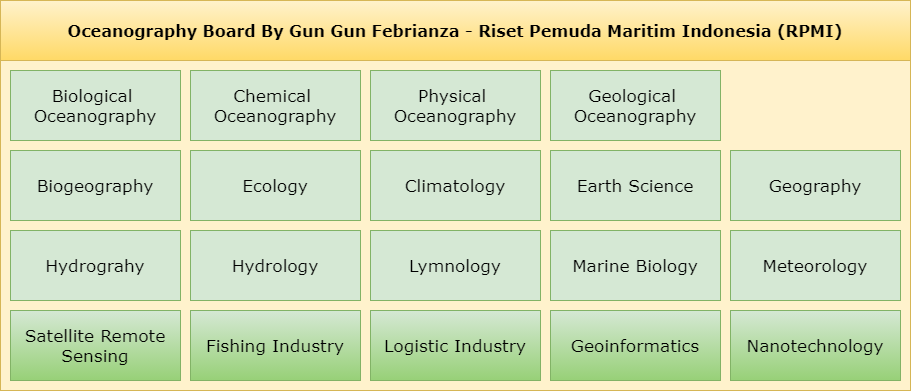 Oceanography Board By Gun Gun Febrianza - Riset Pemuda Maritim Indonesia (RPMI)
Biological
Oceanography
Chemical
Oceanography
Physical
Oceanography
Geological
Oceanography
Biogeography
Ecology
Climatology
Earth Science
Geography
Hydrograhy
Hydrology
Lymnology
Marine Biology
Meteorology
Satellite Remote
Sensing
Fishing Industry
Logistic Industry
Geoinformatics
Nanotechnology